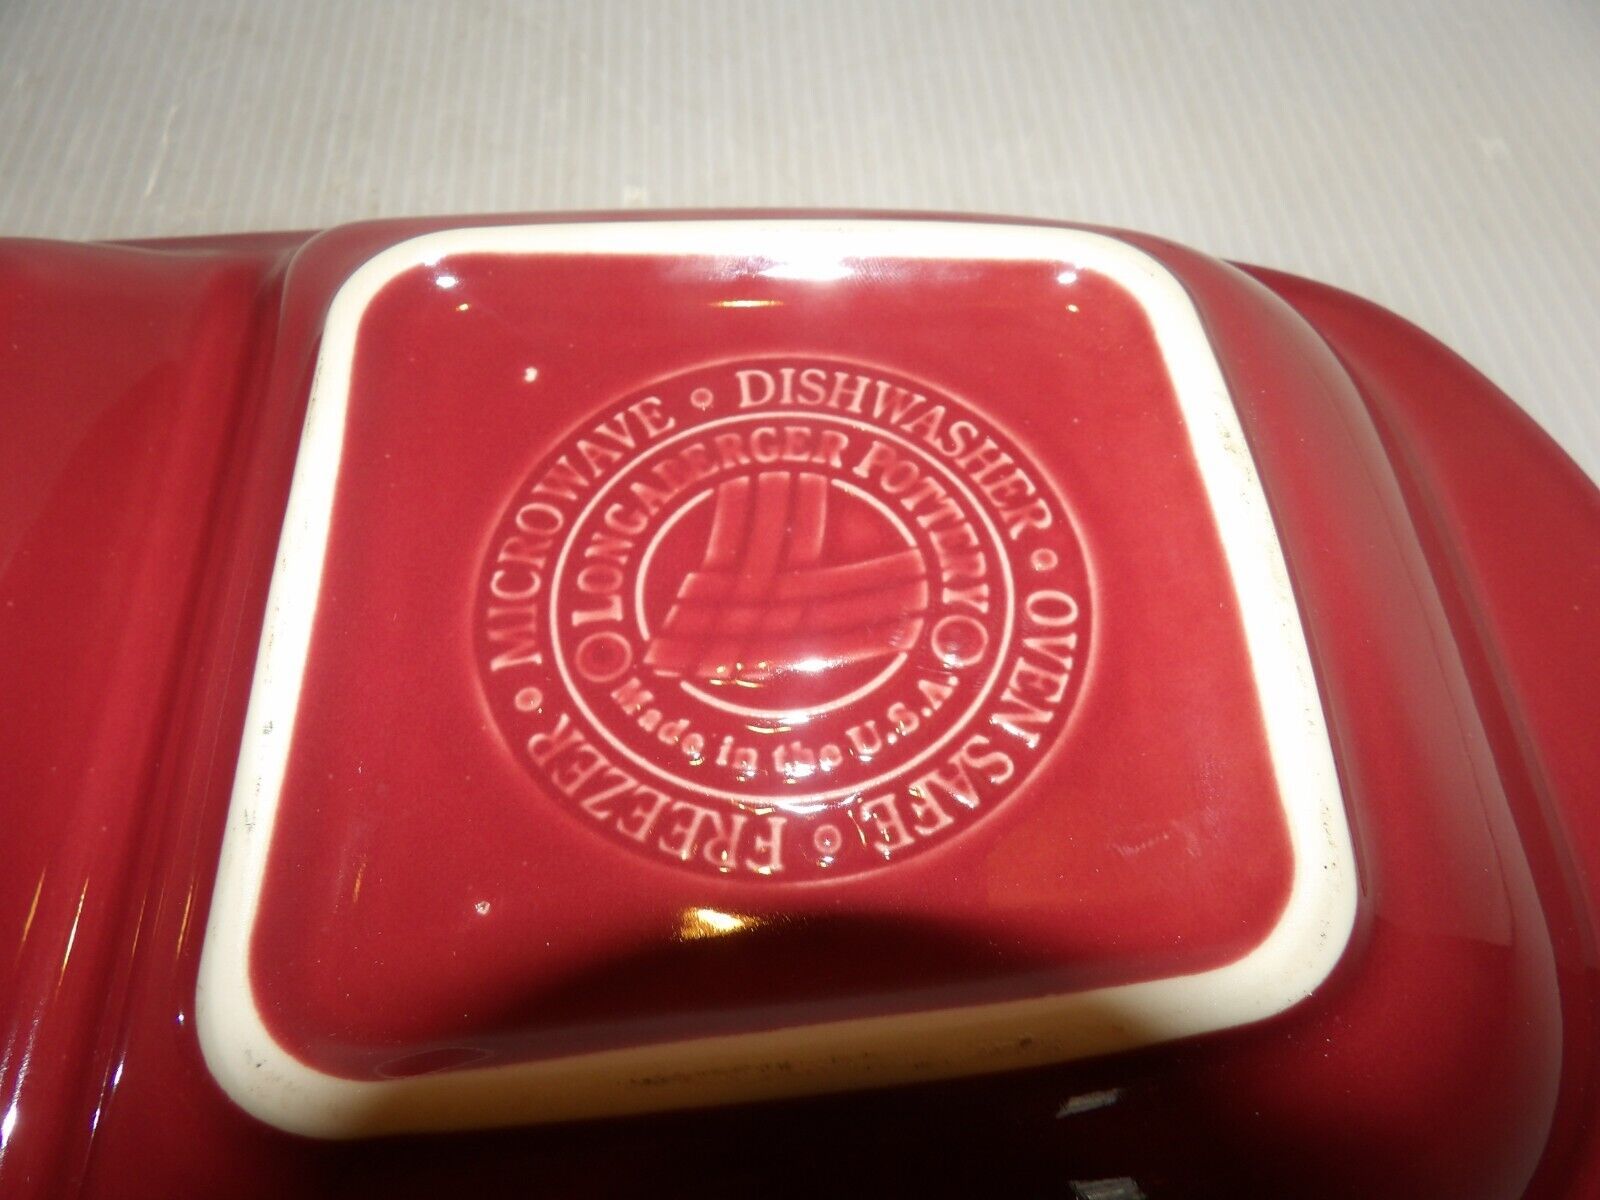 MICROWAVE • DISHWASHER • OVEN SAFE • FREEZER •
LONGABERGER POTTERY
Made in the U.S.A.